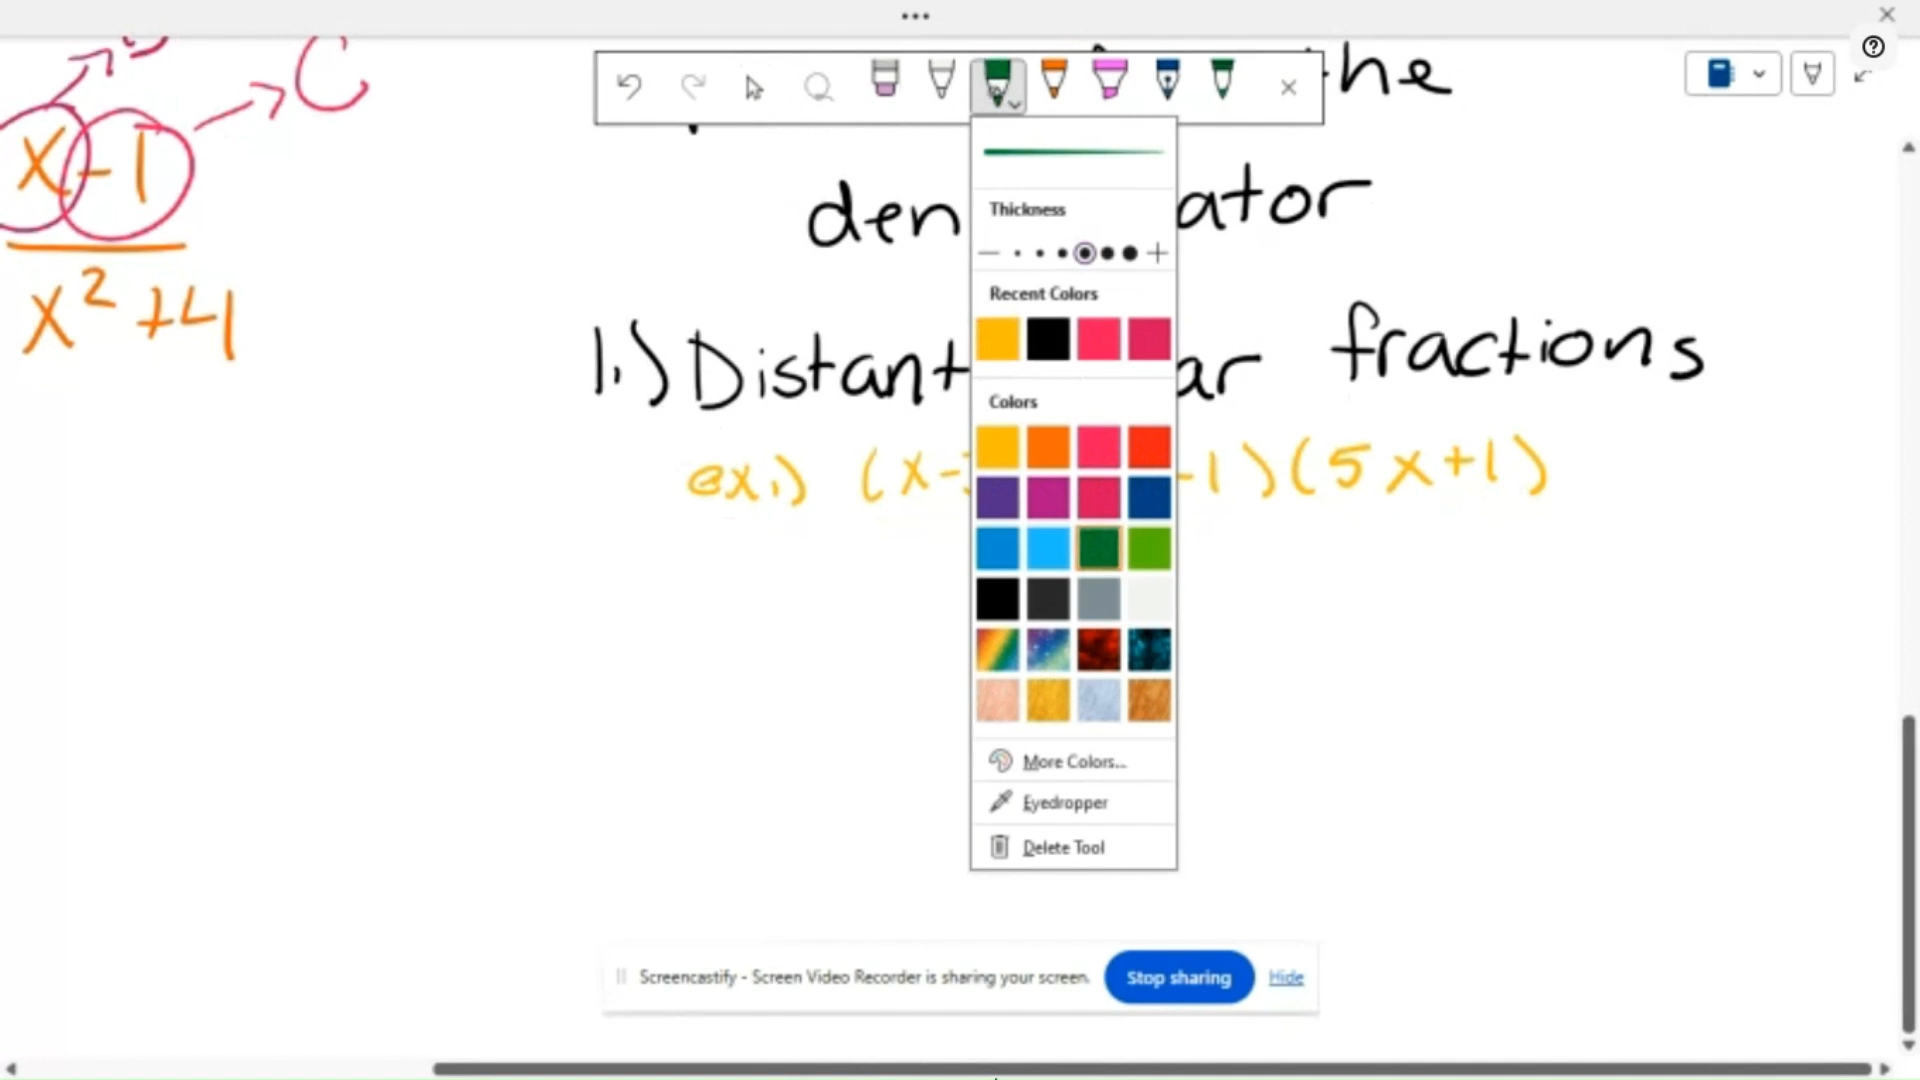 C
x-1
x² +4
the
den ator
1.) Distant ar fractions
ex.) (x- -1)(5x+1)
Thickness
Recent Colors
Colors
More Colors...
Eyedropper
Delete Tool
Screencastify - Screen Video Recorder is sharing your screen. Stop sharing Hide